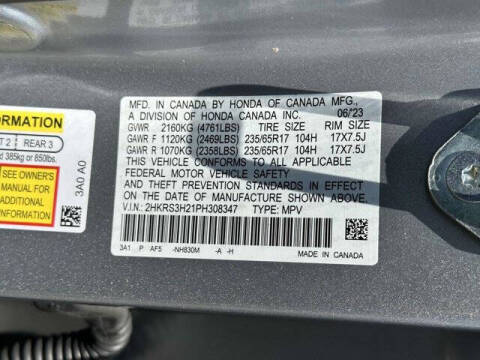 ORMATION
T 2 REAR 3
d 385kg or 850lbs.
SEE OWNER'S
MANUAL FOR
ADDITIONAL
INFORMATION
3A0 A0
MFD. IN CANADA BY HONDA OF CANADA MFG.,
A DIVISION OF HONDA CANADA INC. 06/23
GVWR 2160KG (4761LBS) TIRE SIZE RIM SIZE
GAWR F 1120KG (2469LBS) 235/65R17 104H 17X7.5J
GAWR R 1070KG (2358LBS) 235/65R17 104H 17X7.5J
THIS VEHICLE CONFORMS TO ALL APPLICABLE
FEDERAL MOTOR VEHICLE SAFETY
AND THEFT PREVENTION STANDARDS IN EFFECT
ON THE DATE OF MANUFACTURE SHOWN ABOVE.
V.I.N: 2HKRS3H21PH308347 TYPE: MPV
3A1 P AF5 -NH830M -A -H
MADE IN CANADA